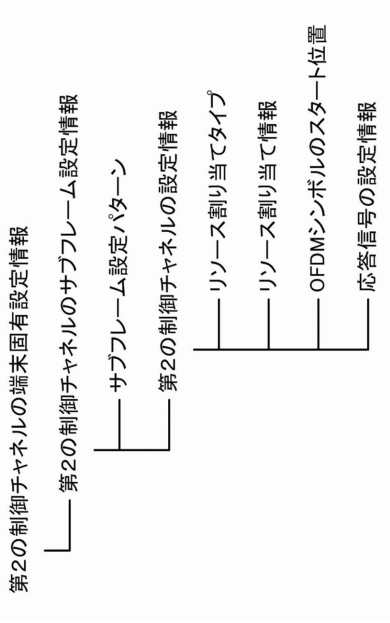 第2の制御チャネルの端末固有設定情報
第2の制御チャネルのサブフレーム設定情報
サブフレーム設定パターン
第2の制御チャネルの設定情報
リソース割り当てタイプ
リソース割り当て情報
OFDMシンボルのスタート位置
応答信号の設定情報